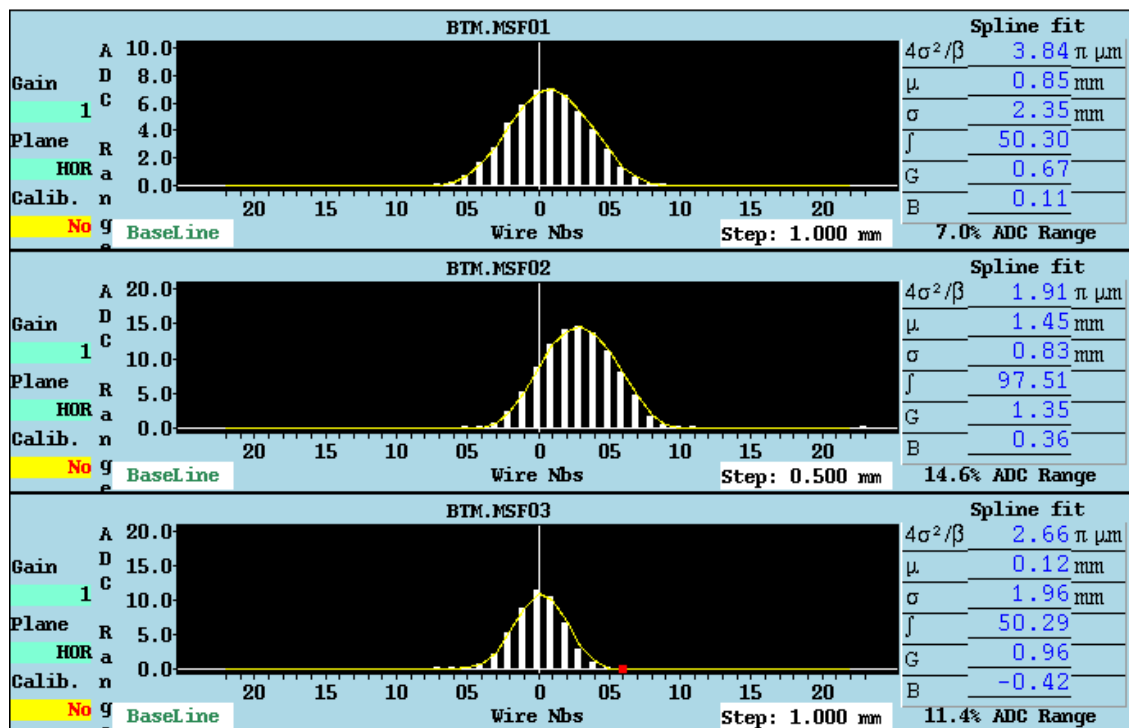 BTM.MSF01
Spline fit
ADC Range
10.0
8.0
6.0
4.0
2.0
0.0
Gain
1
Plane
HOR
Calib.
No
20 15 10 05 0 05 10 15 20
BaseLine
Wire Nbs
Step: 1.000 mm
4σ²/β 3.84 π μm
μ 0.85 mm
σ 2.35 mm
∫ 50.30
G 0.67
B 0.11
7.0% ADC Range
BTM.MSF02
Spline fit
ADC Range
20.0
15.0
10.0
5.0
0.0
Gain
1
Plane
HOR
Calib.
No
20 15 10 05 0 05 10 15 20
BaseLine
Wire Nbs
Step: 0.500 mm
4σ²/β 1.91 π μm
μ 1.45 mm
σ 0.83 mm
∫ 97.51
G 1.35
B 0.36
14.6% ADC Range
BTM.MSF03
Spline fit
ADC Range
20.0
15.0
10.0
5.0
0.0
Gain
1
Plane
HOR
Calib.
No
20 15 10 05 0 05 10 15 20
BaseLine
Wire Nbs
Step: 1.000 mm
4σ²/β 2.66 π μm
μ 0.12 mm
σ 1.96 mm
∫ 50.29
G 0.96
B -0.42
11.4% ADC Range